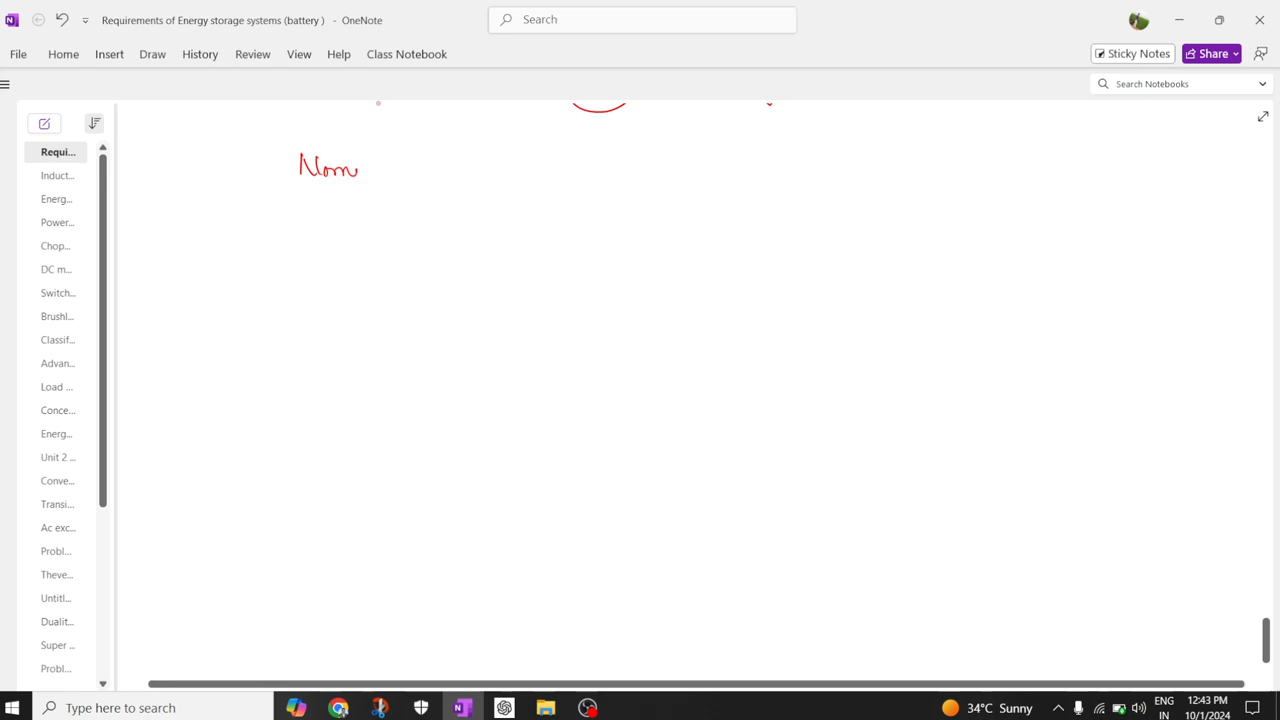 Requirements of Energy storage systems (battery ) - OneNote
Search
File Home Insert Draw History Review View Help Class Notebook
Sticky Notes
Share
Search Notebooks
Nom
Requi...
Induct...
Energ...
Power...
Chop...
DC m...
Switch...
Brushl...
Classif...
Advan...
Load ...
Conce...
Energ...
Unit 2 ...
Conve...
Transi...
Ac exc...
Probl...
Theve...
Untitl...
Dualit...
Super ...
Probl...
Type here to search
34°C Sunny
ENG
IN
12:43 PM
10/1/2024